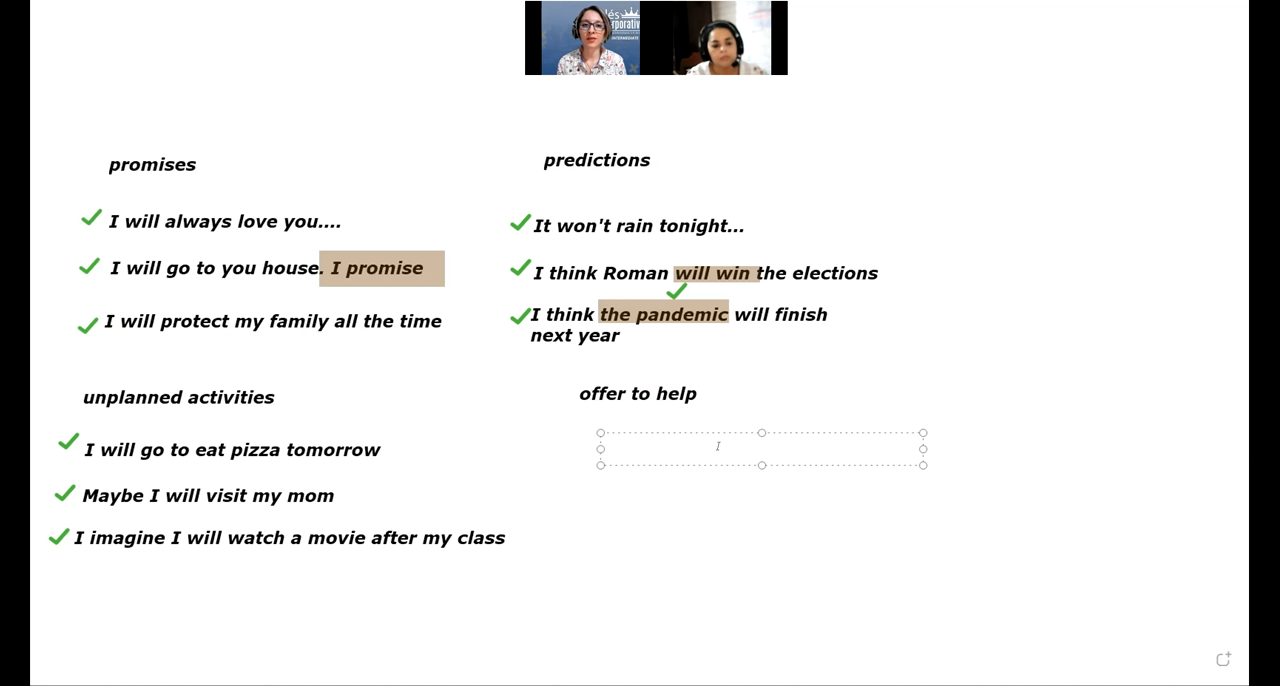 és
rporativ
INTERMEDIATE
promises
I will always love you....
I will go to you house. I promise
I will protect my family all the time
predictions
It won't rain tonight...
I think Roman will win the elections
I think the pandemic will finish
next year
unplanned activities
I will go to eat pizza tomorrow
Maybe I will visit my mom
I imagine I will watch a movie after my class
offer to help